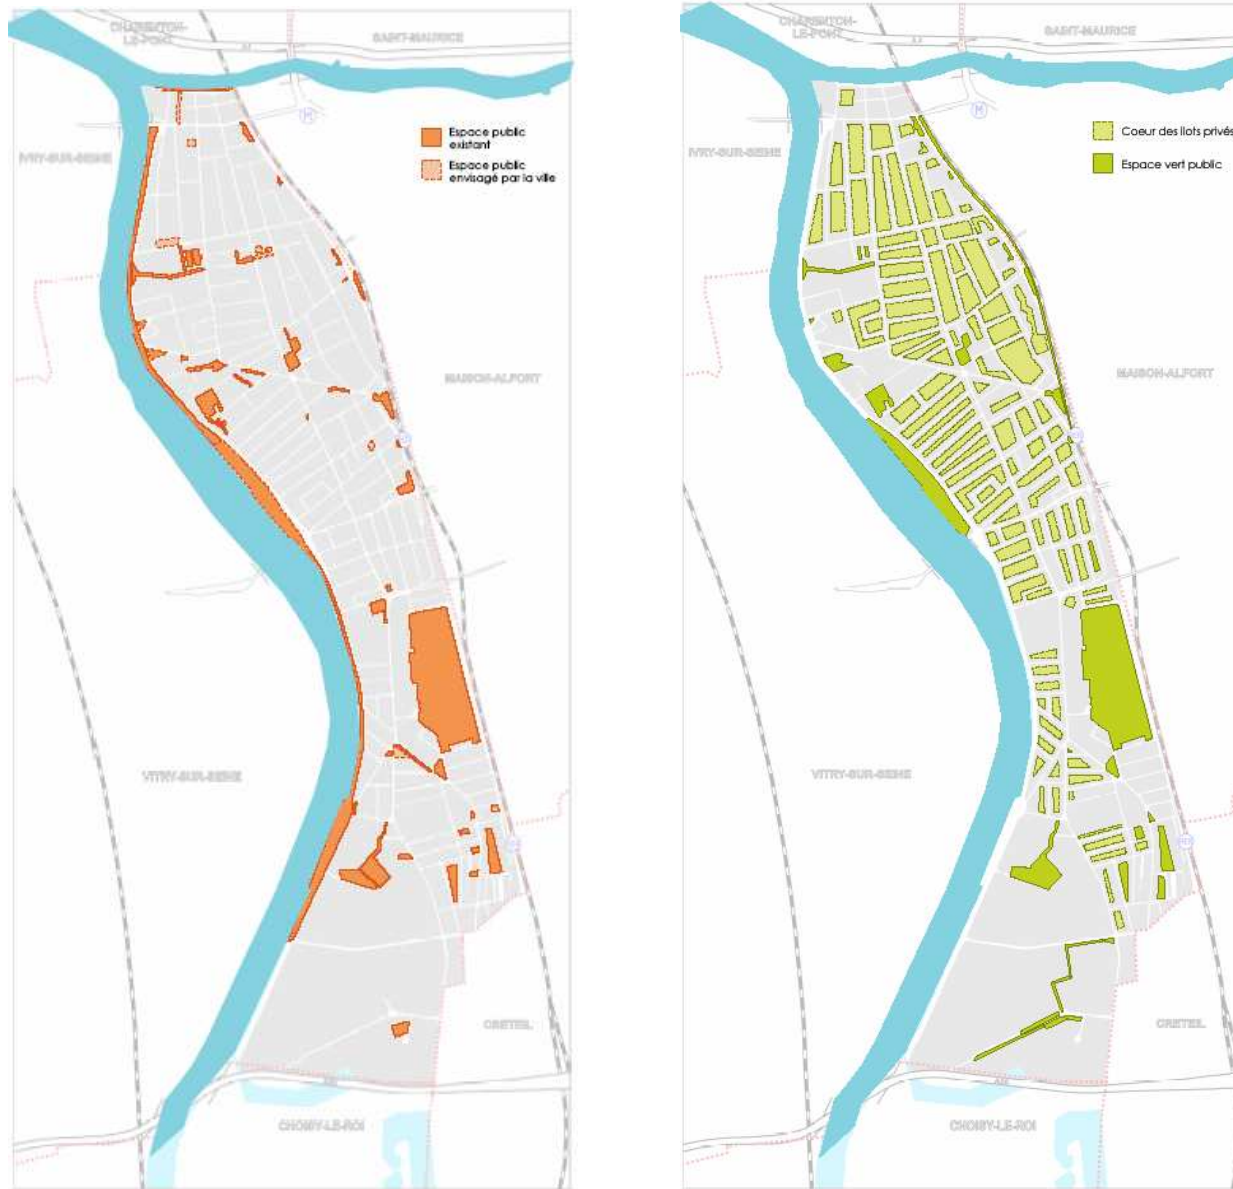 CHARENTON-
LE-PONT
SAINT-MAURICE
M
IVRY-SUR-SEINE
Espace public
existant
Espace public
envisagé par la ville
MAISON-ALFORT
VITRY-SUR-SEINE
CRETEIL
CHOISY-LE-ROI
CHARENTON-
LE-PONT
SAINT-MAURICE
M
IVRY-SUR-SEINE
Coeur des îlots privés
Espace vert public
MAISON-ALFORT
VITRY-SUR-SEINE
CRETEIL
CHOISY-LE-ROI